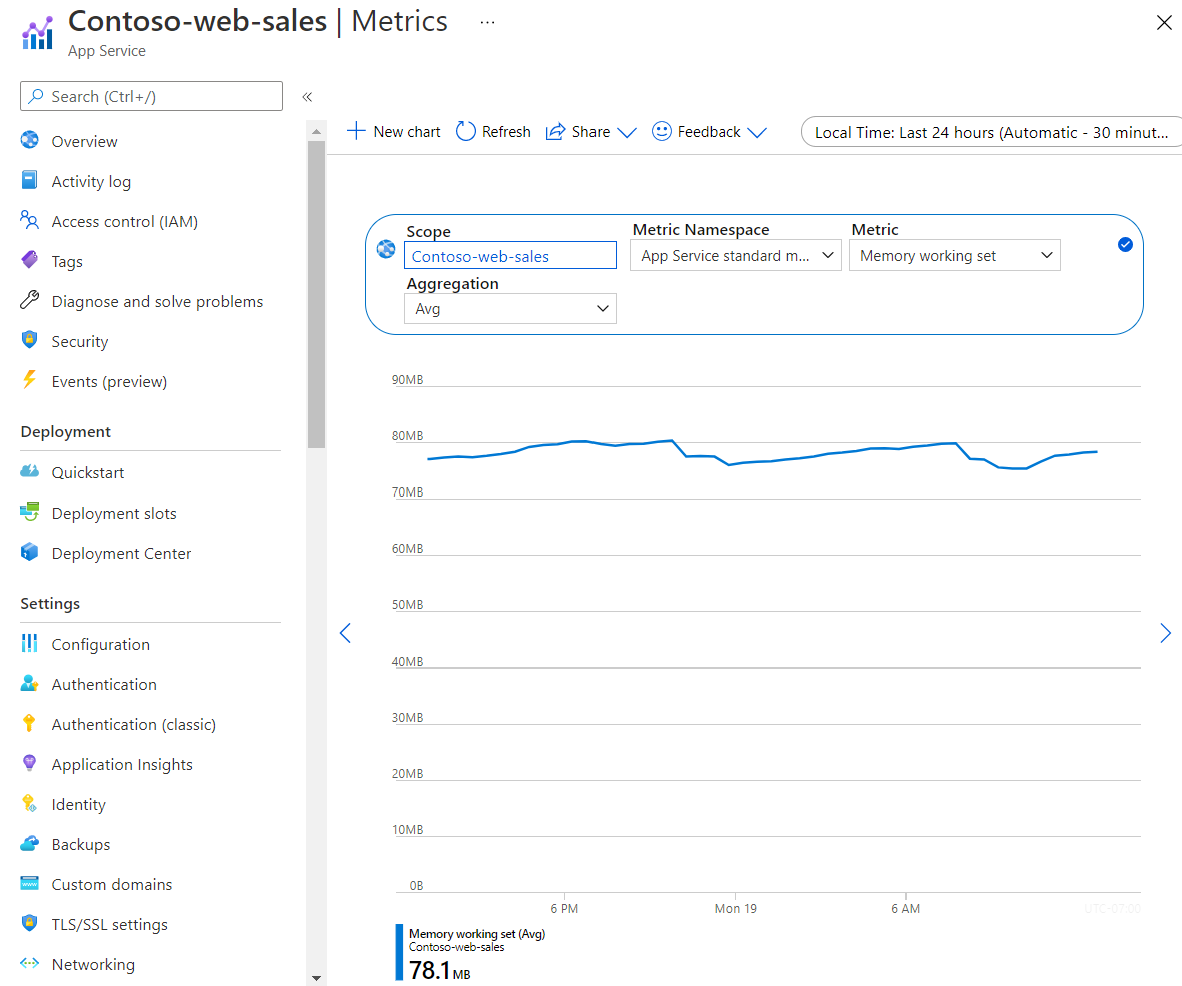 Contoso-web-sales | Metrics ...
App Service
Search (Ctrl+/)
«
Overview
Activity log
Access control (IAM)
Tags
Diagnose and solve problems
Security
Events (preview)
Deployment
Quickstart
Deployment slots
Deployment Center
Settings
Configuration
Authentication
Authentication (classic)
Application Insights
Identity
Backups
Custom domains
TLS/SSL settings
Networking
New chart Refresh Share Feedback Local Time: Last 24 hours (Automatic - 30 minut...
Scope Metric Namespace Metric
Contoso-web-sales App Service standard m... Memory working set
Aggregation
Avg
90MB
80MB
70MB
60MB
50MB
40MB
30MB
20MB
10MB
0B
6 PM Mon 19 6 AM UTC-07:00
Memory working set (Avg)
Contoso-web-sales
78.1 MB